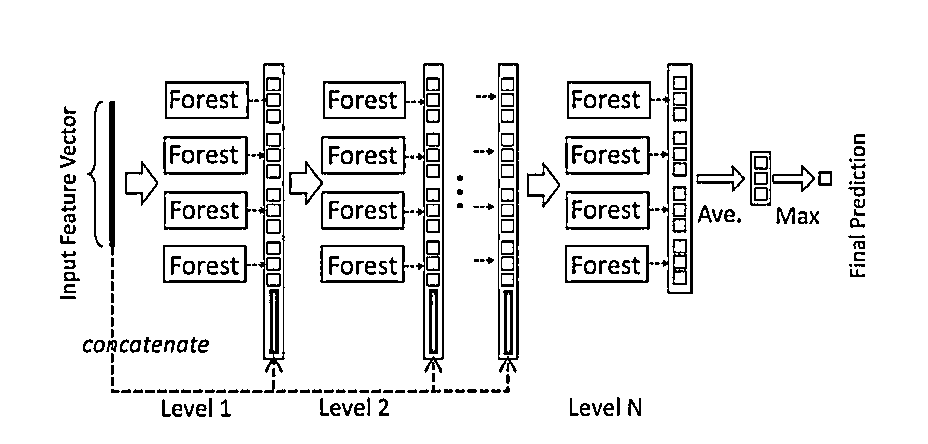 Input Feature Vector
Forest
Forest
Forest
Forest
concatenate
Level 1
Forest
Forest
Forest
Forest
Level 2
Forest
Forest
Forest
Forest
Level N
Ave.
Max
Final Prediction